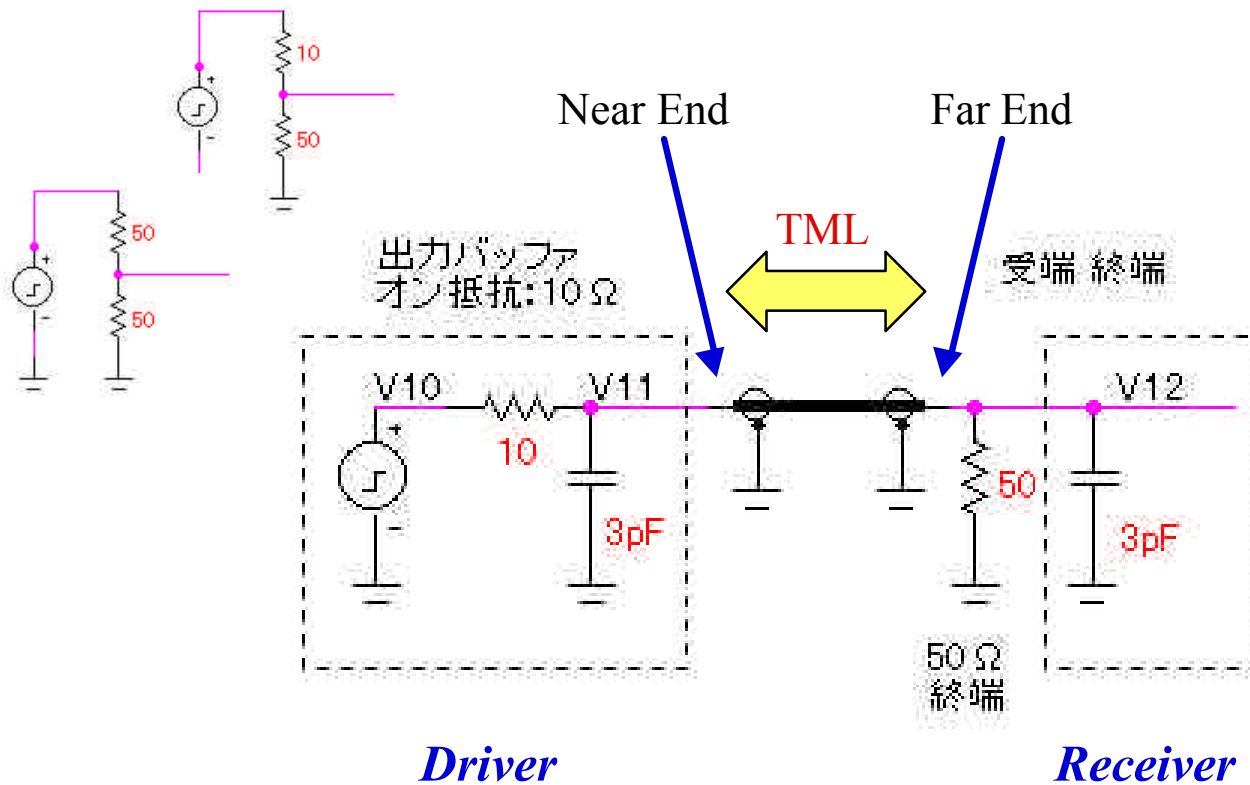 +
10
-
50
+
50
-
50
Near End
Far End
TML
出力バッファ
オン抵抗:10Ω
受端 終端
V10
V11
V12
+
10
-
3pF
50
3pF
50Ω
終端
Driver
Receiver